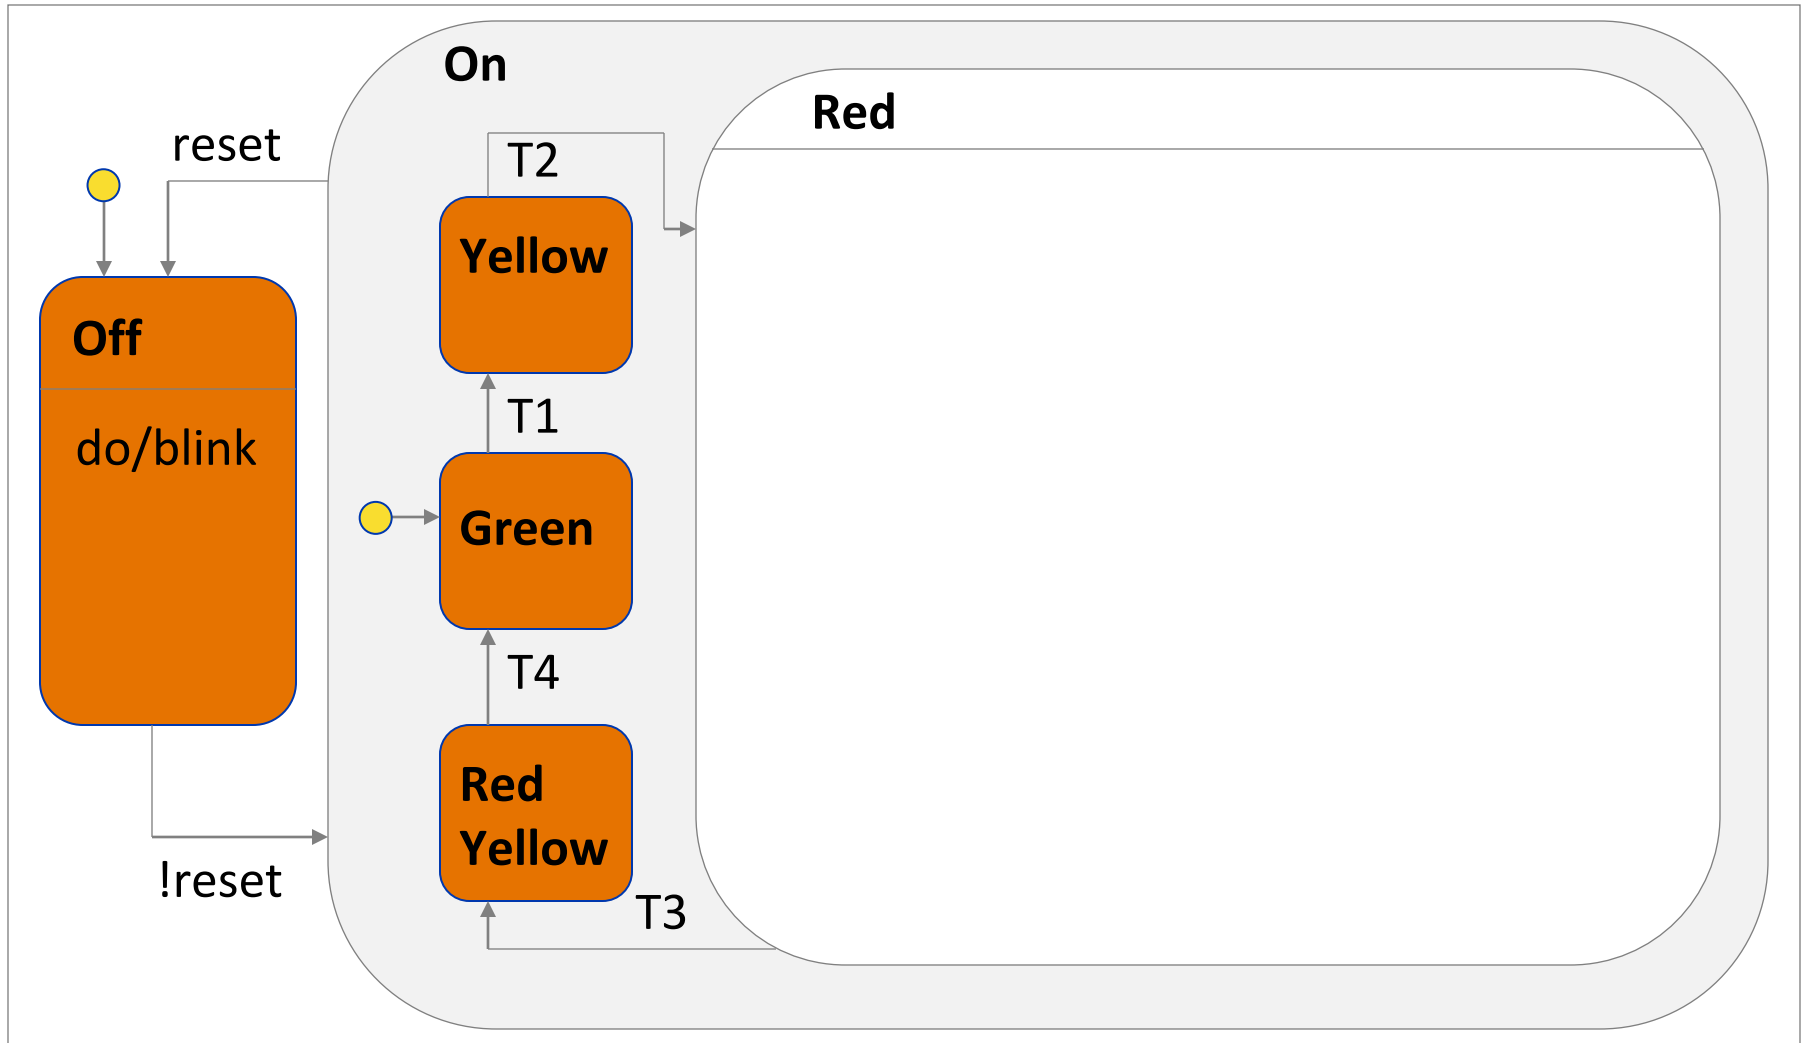 On
Red
reset
T2
Yellow
Off
T1
do/blink
Green
T4
Red
Yellow
!reset
T3